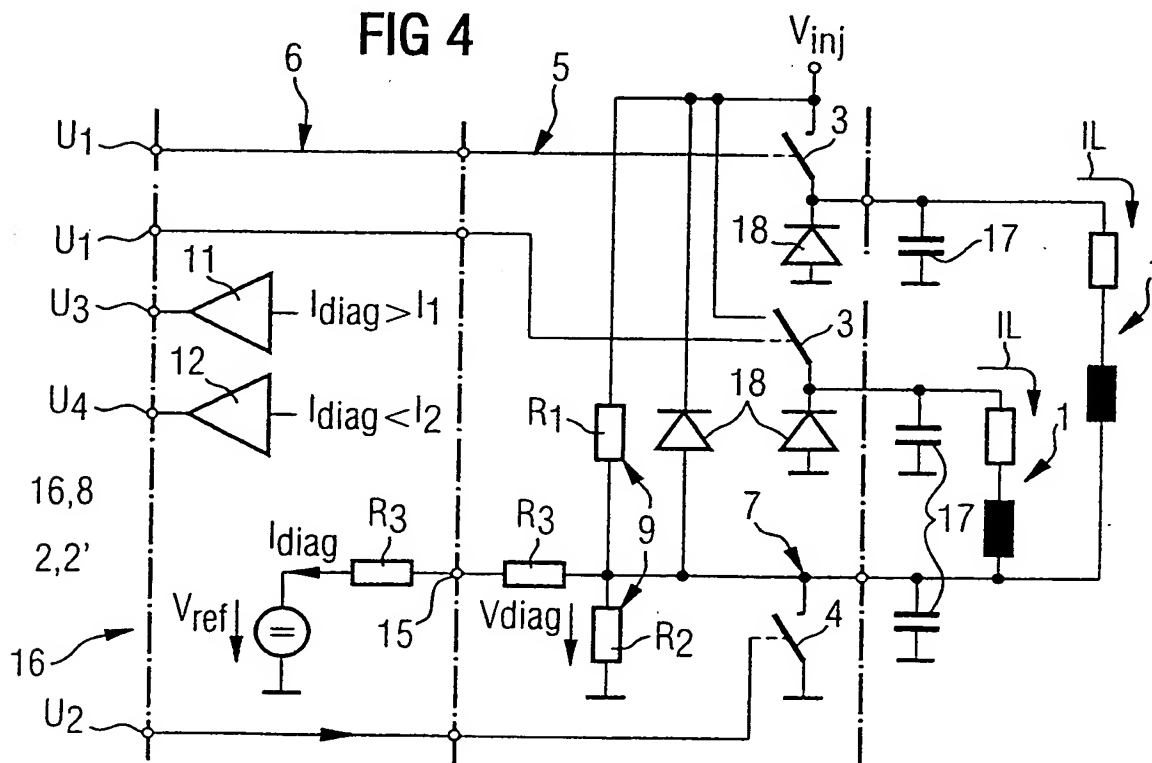 FIG 4
Vinj
6
5
U1
3
IL
U1
18
17
11
U3
Idiag>I1
3
IL
12
U4
Idiag<I2
R1
18
1
16,8
2,2'
9
7
17
Idiag
R3
R3
Vref
15
Vdiag
R2
4
16
U2